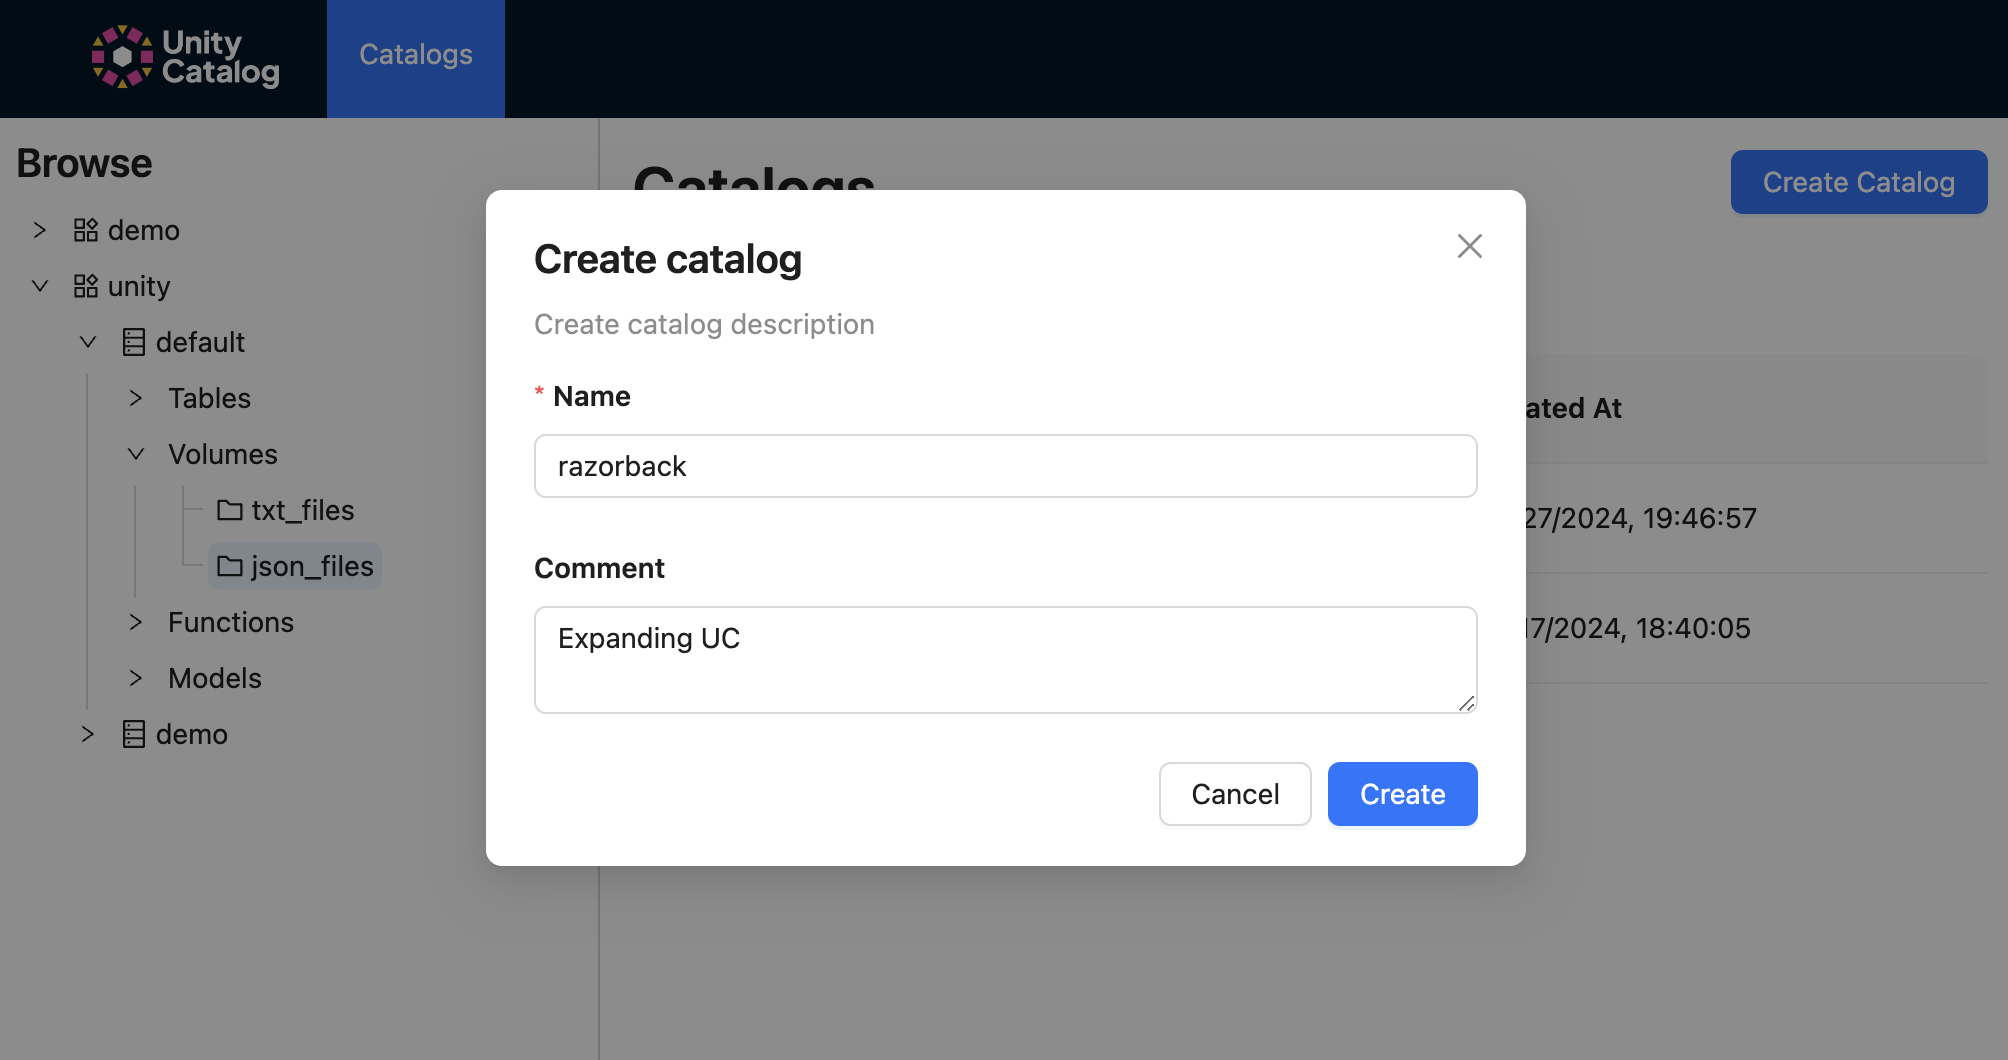 Unity
Catalog
Catalogs
Browse
demo
unity
default
Tables
Volumes
txt_files
json_files
Functions
Models
demo
Catalogs
Create Catalog
ated At
27/2024, 19:46:57
17/2024, 18:40:05
Create catalog
Create catalog description
* Name
razorback
Comment
Expanding UC
Cancel
Create